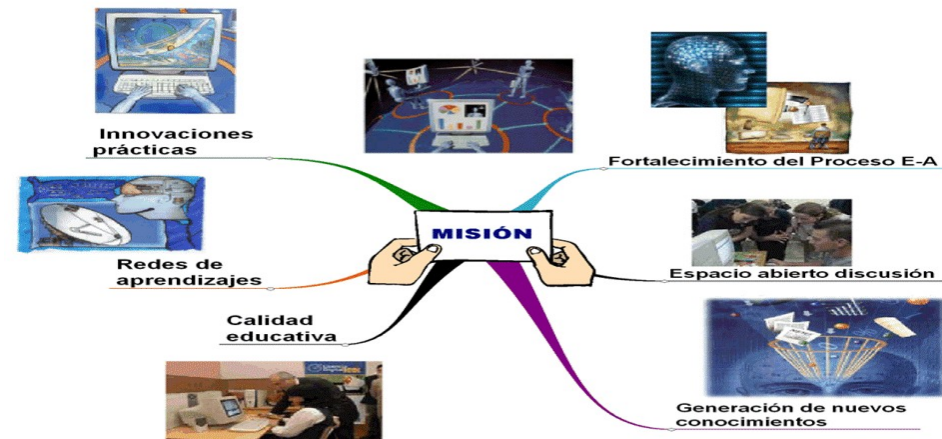 Innovaciones
prácticas
Fortalecimiento del Proceso E-A
MISIÓN
Redes de
aprendizajes
Espacio abierto discusión
Calidad
educativa
Generación de nuevos
conocimientos